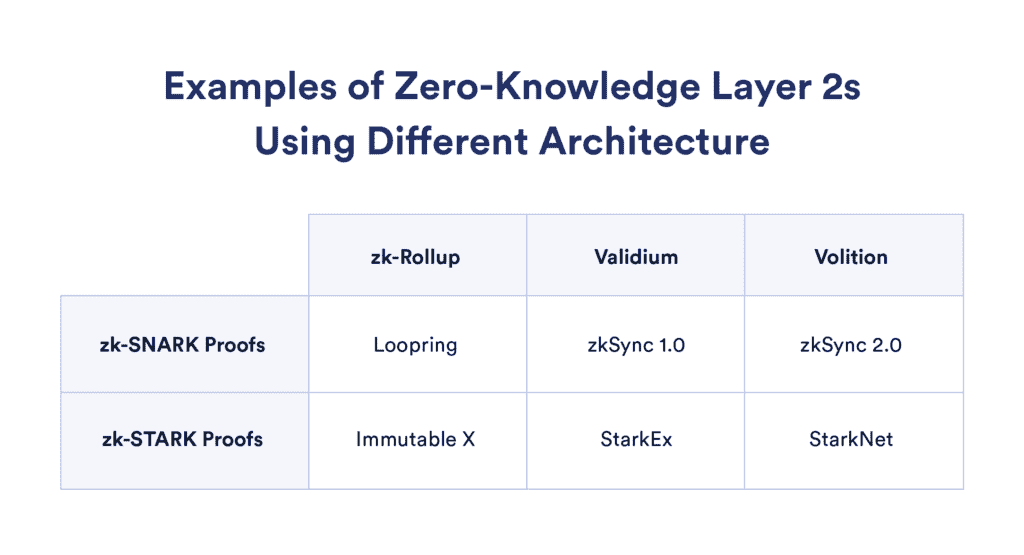 Examples of Zero-Knowledge Layer 2s
Using Different Architecture
zk-Rollup Validium Volition
zk-SNARK Proofs Loopring zkSync 1.0 zkSync 2.0
zk-STARK Proofs Immutable X StarkEx StarkNet